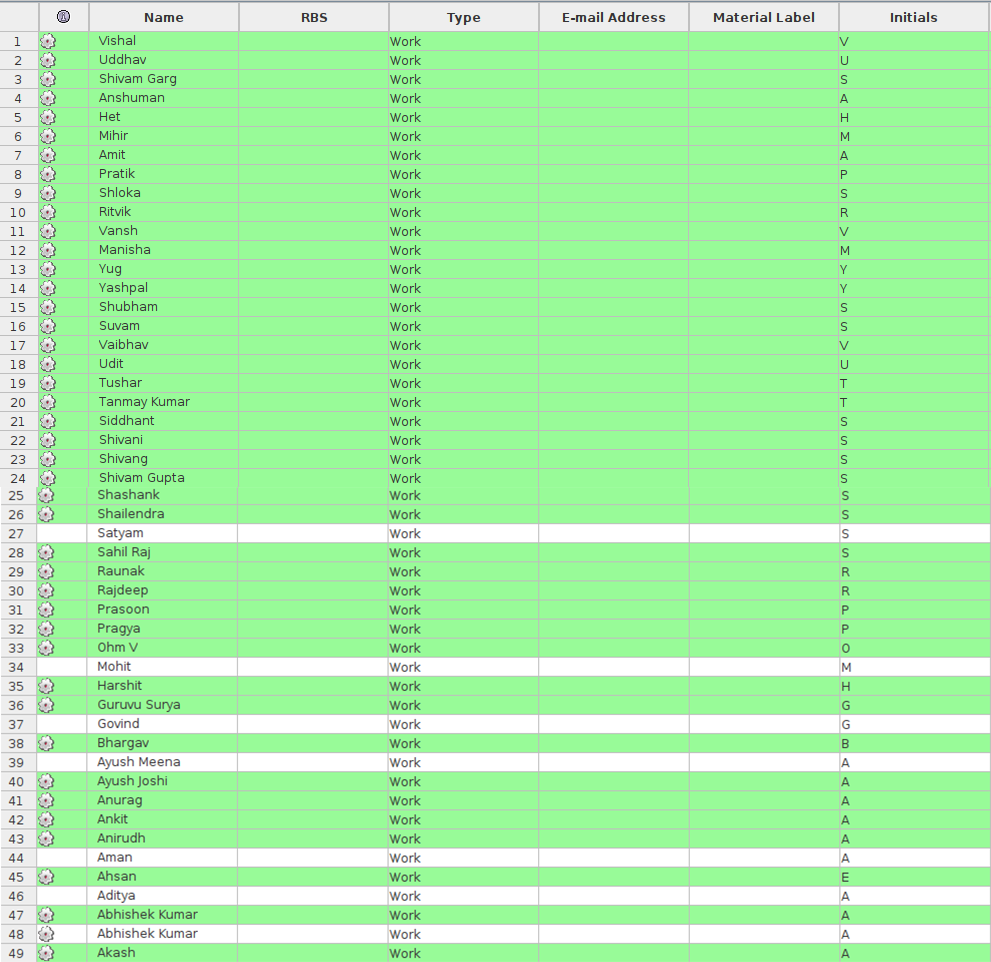 Name RBS Type E-mail Address Material Label Initials
1 Vishal Work V
2 Uddhav Work U
3 Shivam Garg Work S
4 Anshuman Work A
5 Het Work H
6 Mihir Work M
7 Amit Work A
8 Pratik Work P
9 Shloka Work S
10 Ritvik Work R
11 Vansh Work V
12 Manisha Work M
13 Yug Work Y
14 Yashpal Work Y
15 Shubham Work S
16 Suvam Work S
17 Vaibhav Work V
18 Udit Work U
19 Tushar Work T
20 Tanmay Kumar Work T
21 Siddhant Work S
22 Shivani Work S
23 Shivang Work S
24 Shivam Gupta Work S
25 Shashank Work S
26 Shailendra Work S
27 Satyam Work S
28 Sahil Raj Work S
29 Raunak Work R
30 Rajdeep Work R
31 Prasoon Work P
32 Pragya Work P
33 0hm V Work 0
34 Mohit Work M
35 Harshit Work H
36 Guruvu Surya Work G
37 Govind Work G
38 Bhargav Work B
39 Ayush Meena Work A
40 Ayush Joshi Work A
41 Anurag Work A
42 Ankit Work A
43 Anirudh Work A
44 Aman Work A
45 Ahsan Work E
46 Aditya Work A
47 Abhishek Kumar Work A
48 Abhishek Kumar Work A
49 Akash Work A